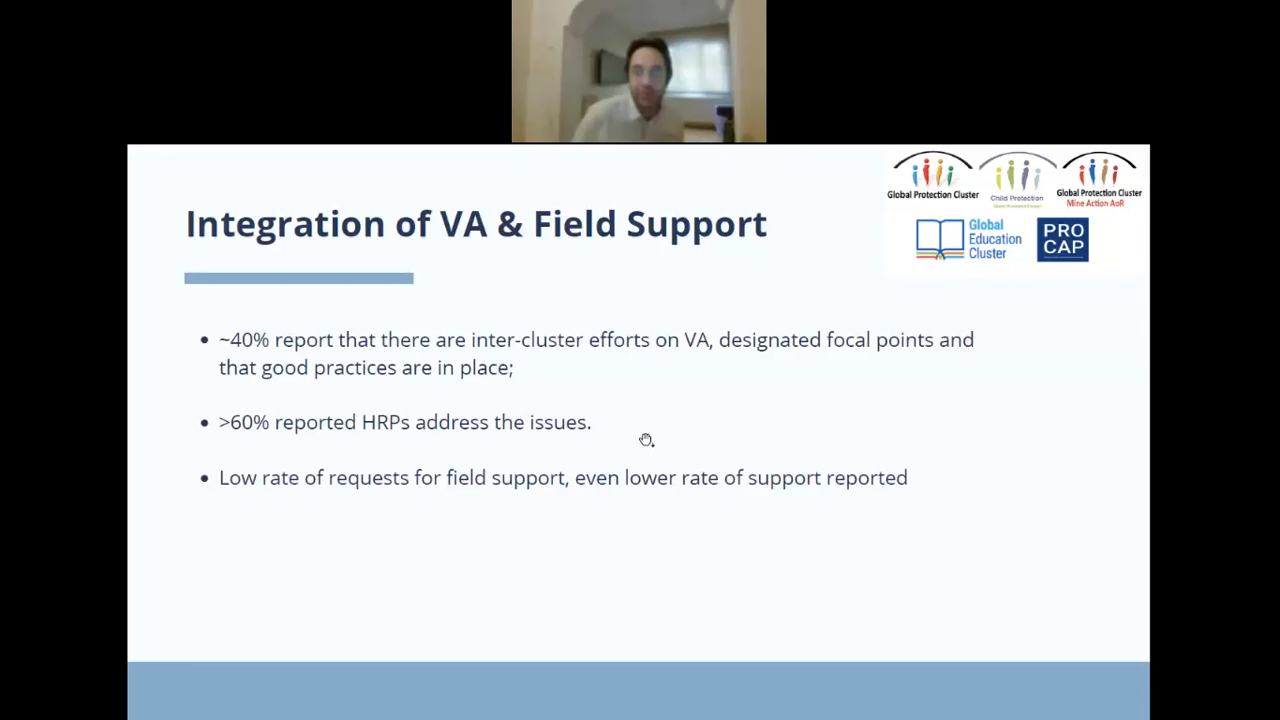 Global Protection Cluster
Child Protection
Global Protection Cluster
Mine Action AoR
Global
Education
Cluster
PRO
CAP
Integration of VA & Field Support
• ~40% report that there are inter-cluster efforts on VA, designated focal points and
that good practices are in place;
• >60% reported HRPs address the issues.
• Low rate of requests for field support, even lower rate of support reported